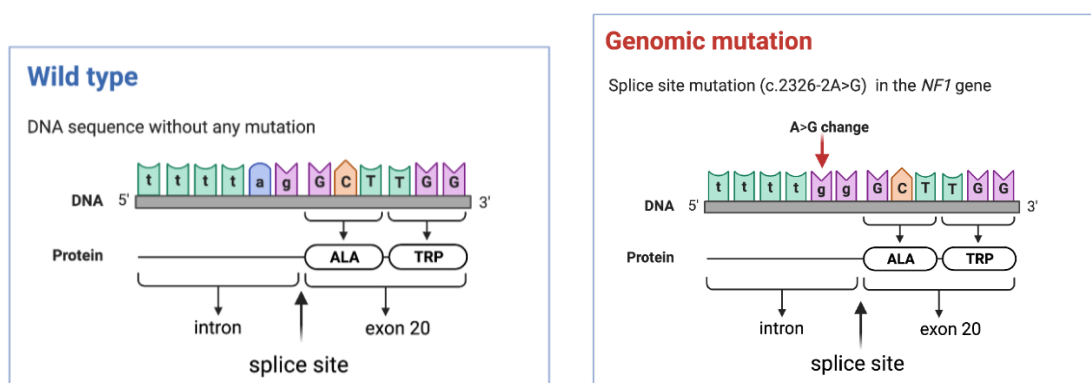 Wild type
DNA sequence without any mutation
t t t t a g G C T T G G
DNA 5' 3'
Protein ALA TRP
intron exon 20
splice site
Genomic mutation
Splice site mutation (c.2326-2A>G) in the NF1 gene
A>G change
t t t t g g G C T T G G
DNA 5' 3'
Protein ALA TRP
intron exon 20
splice site